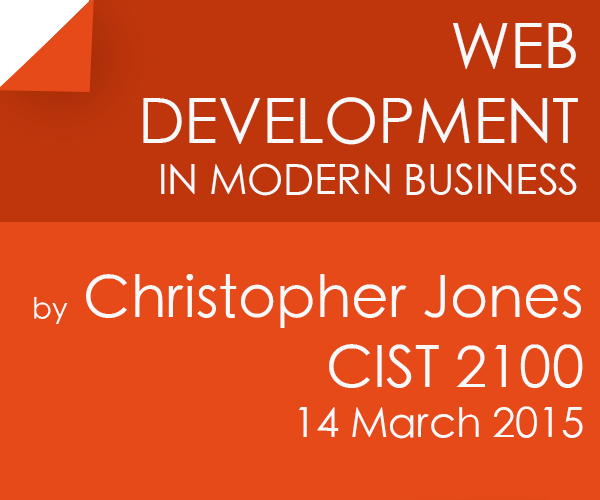 WEB
DEVELOPMENT
IN MODERN BUSINESS
by Christopher Jones
CIST 2100
14 March 2015